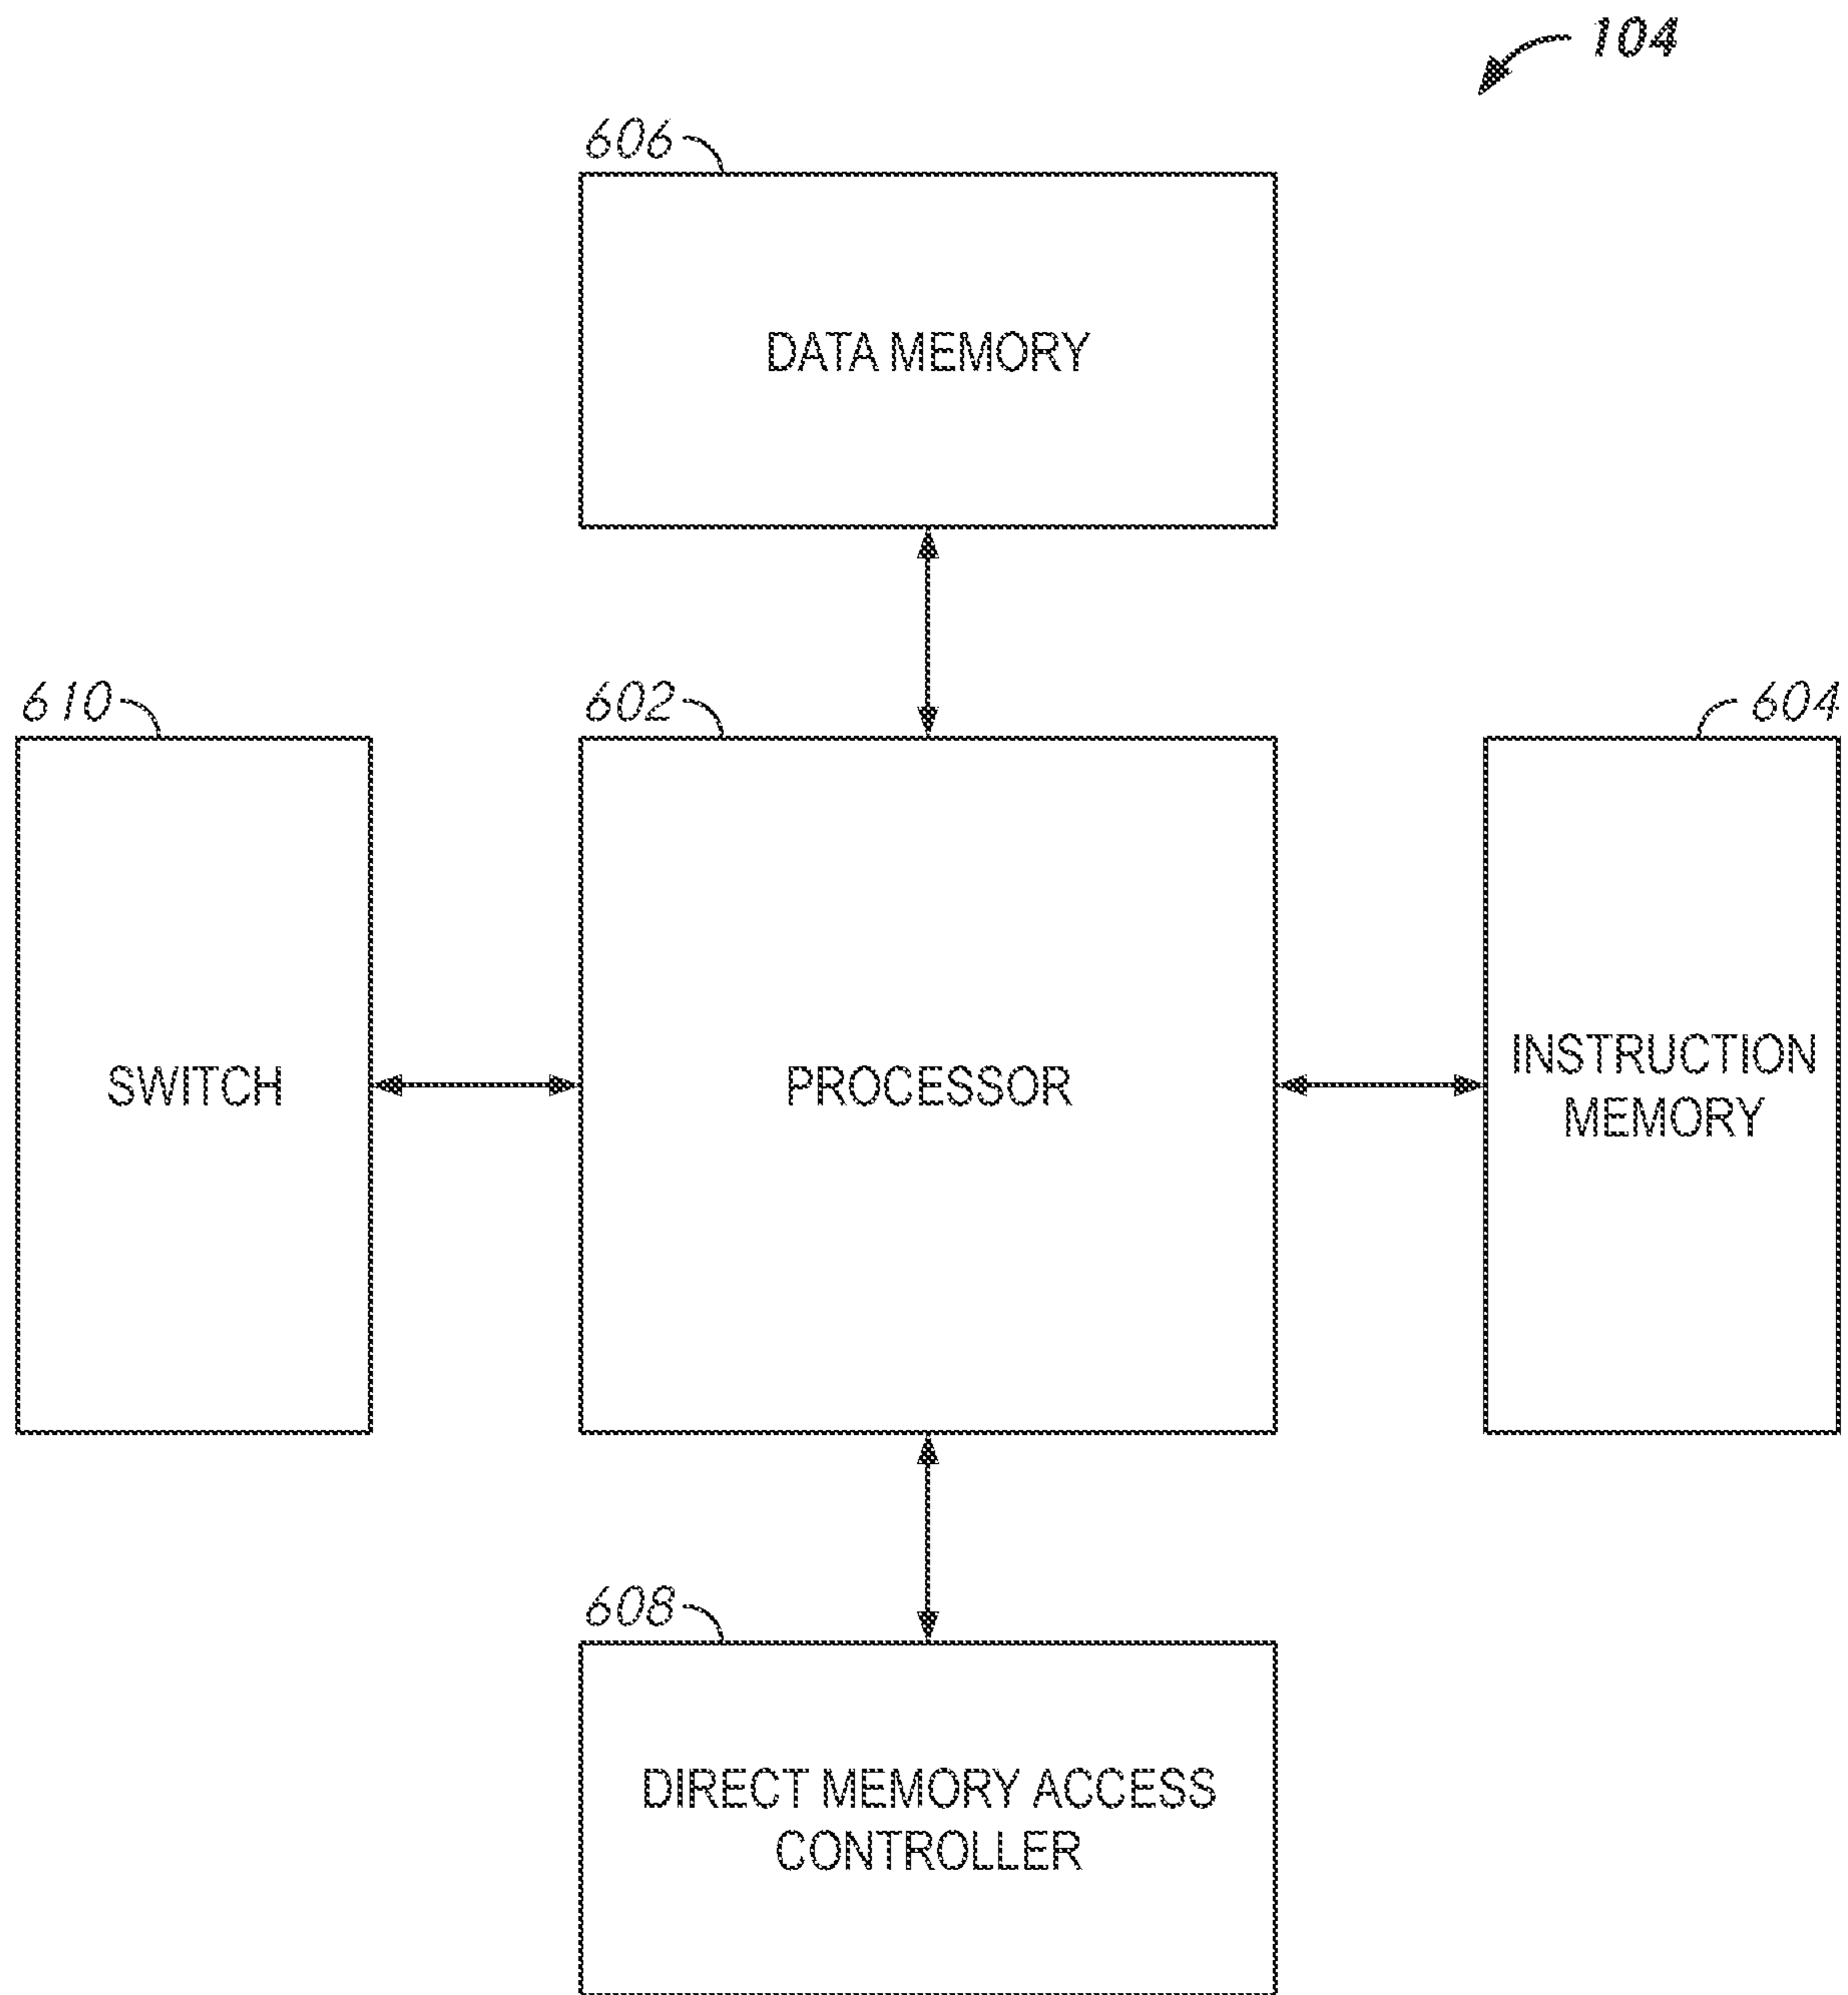 104
606
DATA MEMORY
610
602
604
SWITCH
PROCESSOR
INSTRUCTION
MEMORY
608
DIRECT MEMORY ACCESS
CONTROLLER